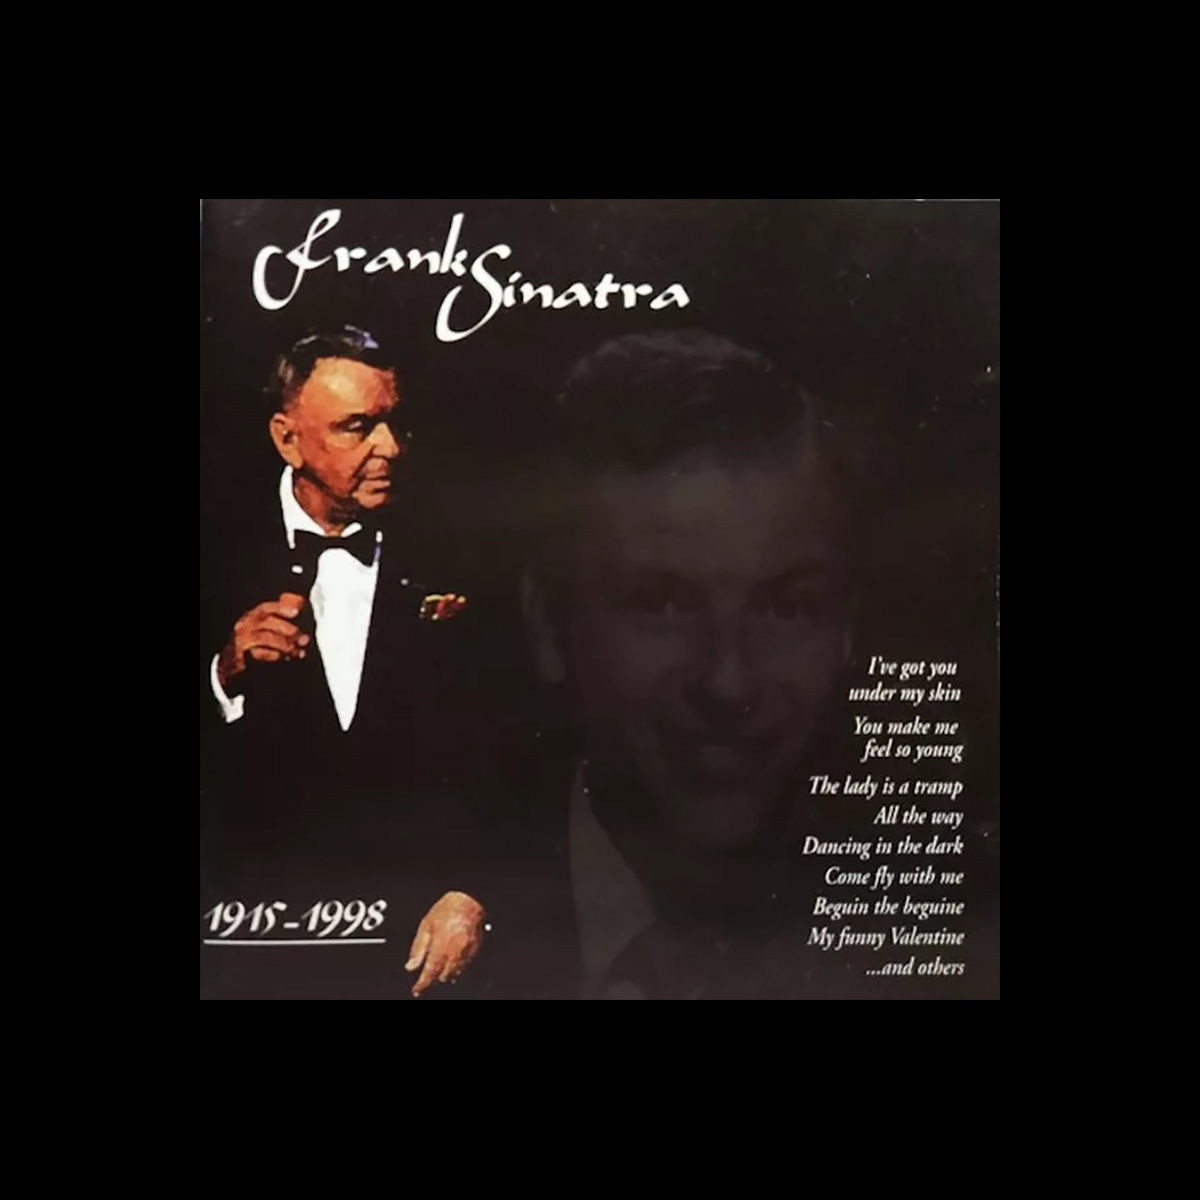 Frank Sinatra
I've got you
under my skin
You make me
feel so young
The lady is a tramp
All the way
Dancing in the dark
Come fly with me
Beguin the beguine
My funny Valentine
...and others
1915-1998